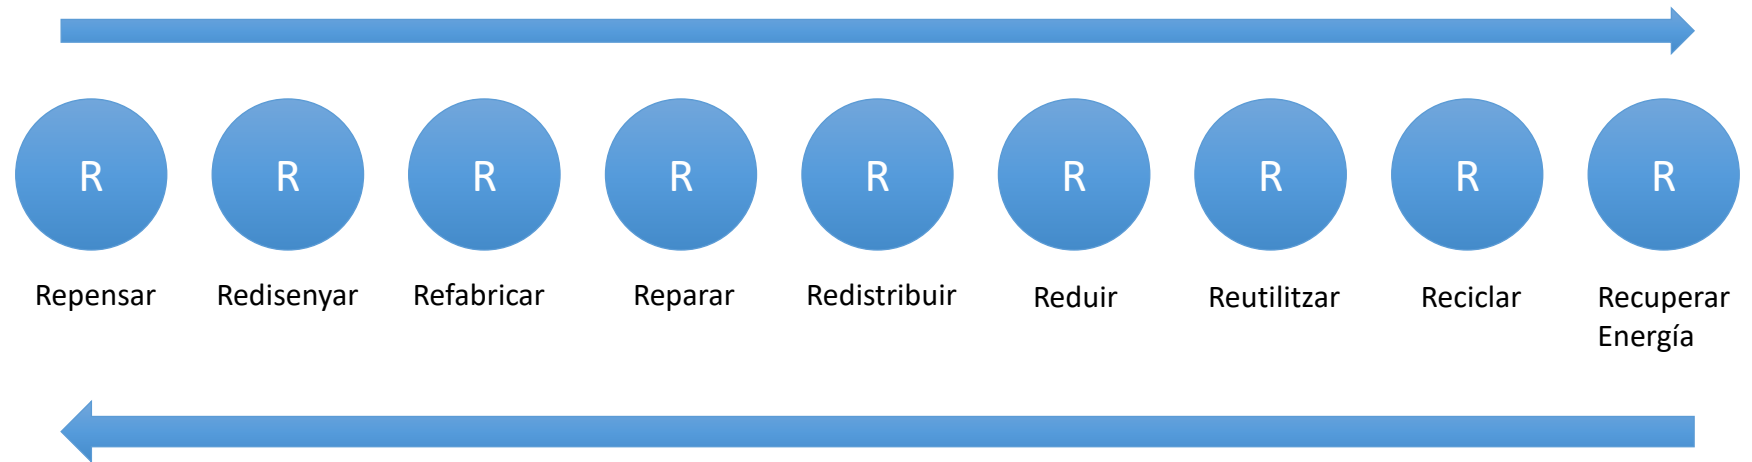 R R R R R R R R R
Repensar Redisenyar Refabricar Reparar Redistribuir Reduir Reutilitzar Reciclar Recuperar
Energía